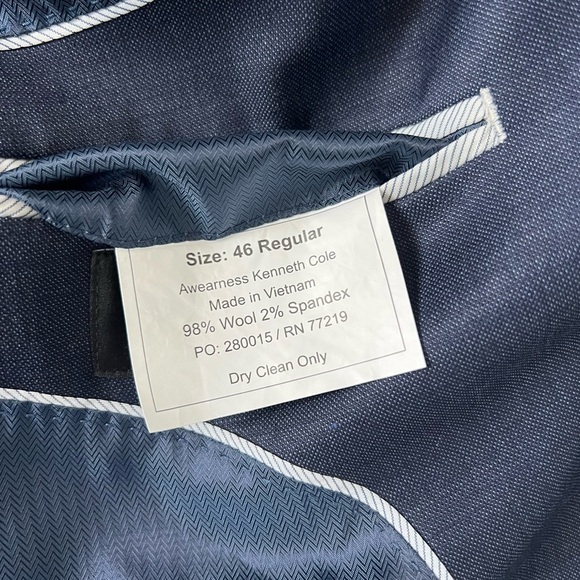 Size: 46 Regular
Awearness Kenneth Cole
Made in Vietnam
98% Wool 2% Spandex
PO: 280015 / RN 77219
Dry Clean Only